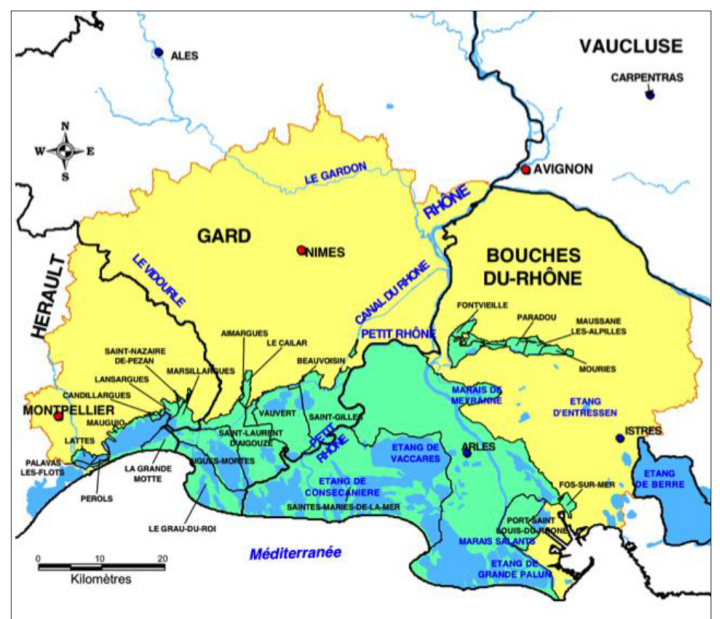 VAUCLUSE
ALES
CARPENTRAS
N
W E
S
AVIGNON
LE GARDON
RHÔNE
GARD
NIMES
BOUCHES
DU-RHÔNE
HERAULT
LE VIDOURLE
CANAL DU RHONE
FONTVIEILLE
PARADOU
MAUSSANE
LES-ALPILLES
PETIT RHÔNE
AIMARGUES
LE CAILAR
SAINT-NAZAIRE
DE-PEZAN
MARSILLARGUES
BEAUVOISIN
MOURIES
LANSARGUES
CANDILLARGUES
MARAIS DE
MEYRANNE
ETANG
D'ENTRESSEN
MONTPELLIER
MAUGUIO
VAUVERT
SAINT-GILLES
SAINT-LAURENT
D'AIGOUZE
PETIT
RHÔNE
ISTRES
LATTES
ETANG DE
VACCARES
ARLES
PALAVAS
LES-FLOTS
LA GRANDE
MOTTE
AIGUES-MORTES
ETANG
DE BERRE
PEROLS
ETANG DE
CONSECANIERE
FOS-SUR-MER
SAINTES-MARIES-DE-LA-MER
LE GRAU-DU-ROI
PORT-SAINT
LOUIS-DU-RHONE
MARAIS SALANTS
Méditerranée
ETANG DE
GRANDE PALUN
0 10 20
Kilomètres